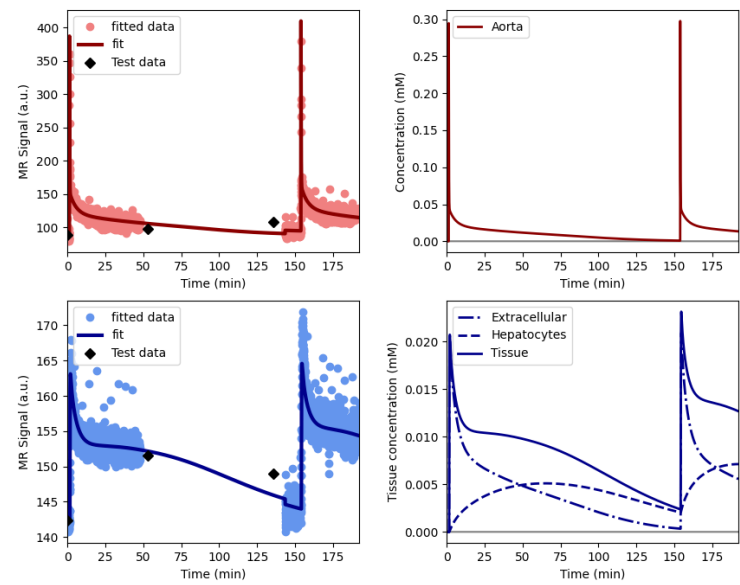 fitted data
fit
Test data
MR Signal (a.u.)
400
350
300
250
200
150
100
0 25 50 75 100 125 150 175
Time (min)
Aorta
Concentration (mM)
0.30
0.25
0.20
0.15
0.10
0.05
0.00
0 25 50 75 100 125 150 175
Time (min)
fitted data
fit
Test data
MR Signal (a.u.)
170
165
160
155
150
145
140
0 25 50 75 100 125 150 175
Time (min)
Extracellular
Hepatocytes
Tissue
Tissue concentration (mM)
0.020
0.015
0.010
0.005
0.000
0 25 50 75 100 125 150 175
Time (min)